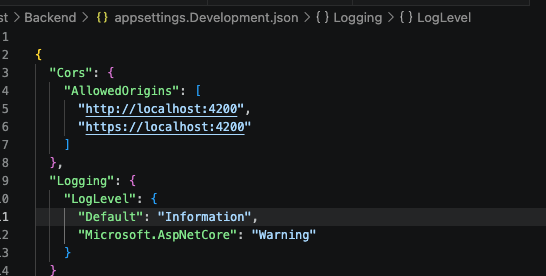 st > Backend > {} appsettings.Development.json > {} Logging > {} LogLevel
1
2 {
3 "Cors": {
4 "AllowedOrigins": [
5 "http://localhost:4200",
6 "https://localhost:4200"
7 ]
8 },
9 "Logging": {
10 "LogLevel": {
11 "Default": "Information",
12 "Microsoft.AspNetCore": "Warning"
13 }
14 }